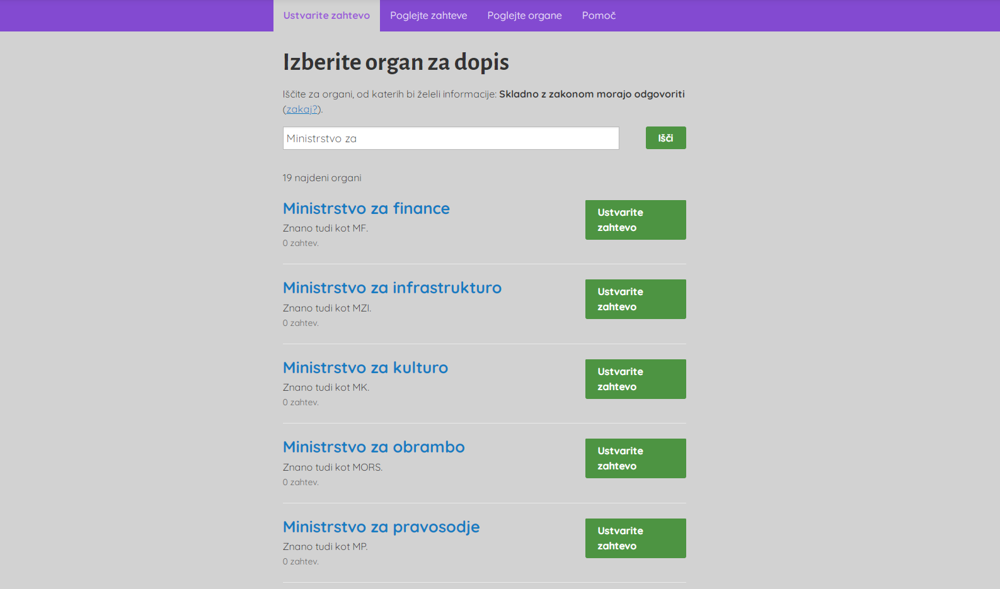 Ustvarite zahtevo Poglejte zahteve Poglejte organe Pomoč
Izberite organ za dopis
Iščite za organi, od katerih bi želeli informacije: Skladno z zakonom morajo odgovoriti
(zakaj?).
Ministrstvo za Išči
19 najdeni organi
Ministrstvo za finance
Znano tudi kot MF.
0 zahtev.
Ustvarite
zahtevo
Ministrstvo za infrastrukturo
Znano tudi kot MZI.
0 zahtev.
Ustvarite
zahtevo
Ministrstvo za kulturo
Znano tudi kot MK.
0 zahtev.
Ustvarite
zahtevo
Ministrstvo za obrambo
Znano tudi kot MORS.
0 zahtev.
Ustvarite
zahtevo
Ministrstvo za pravosodje
Znano tudi kot MP.
0 zahtev.
Ustvarite
zahtevo